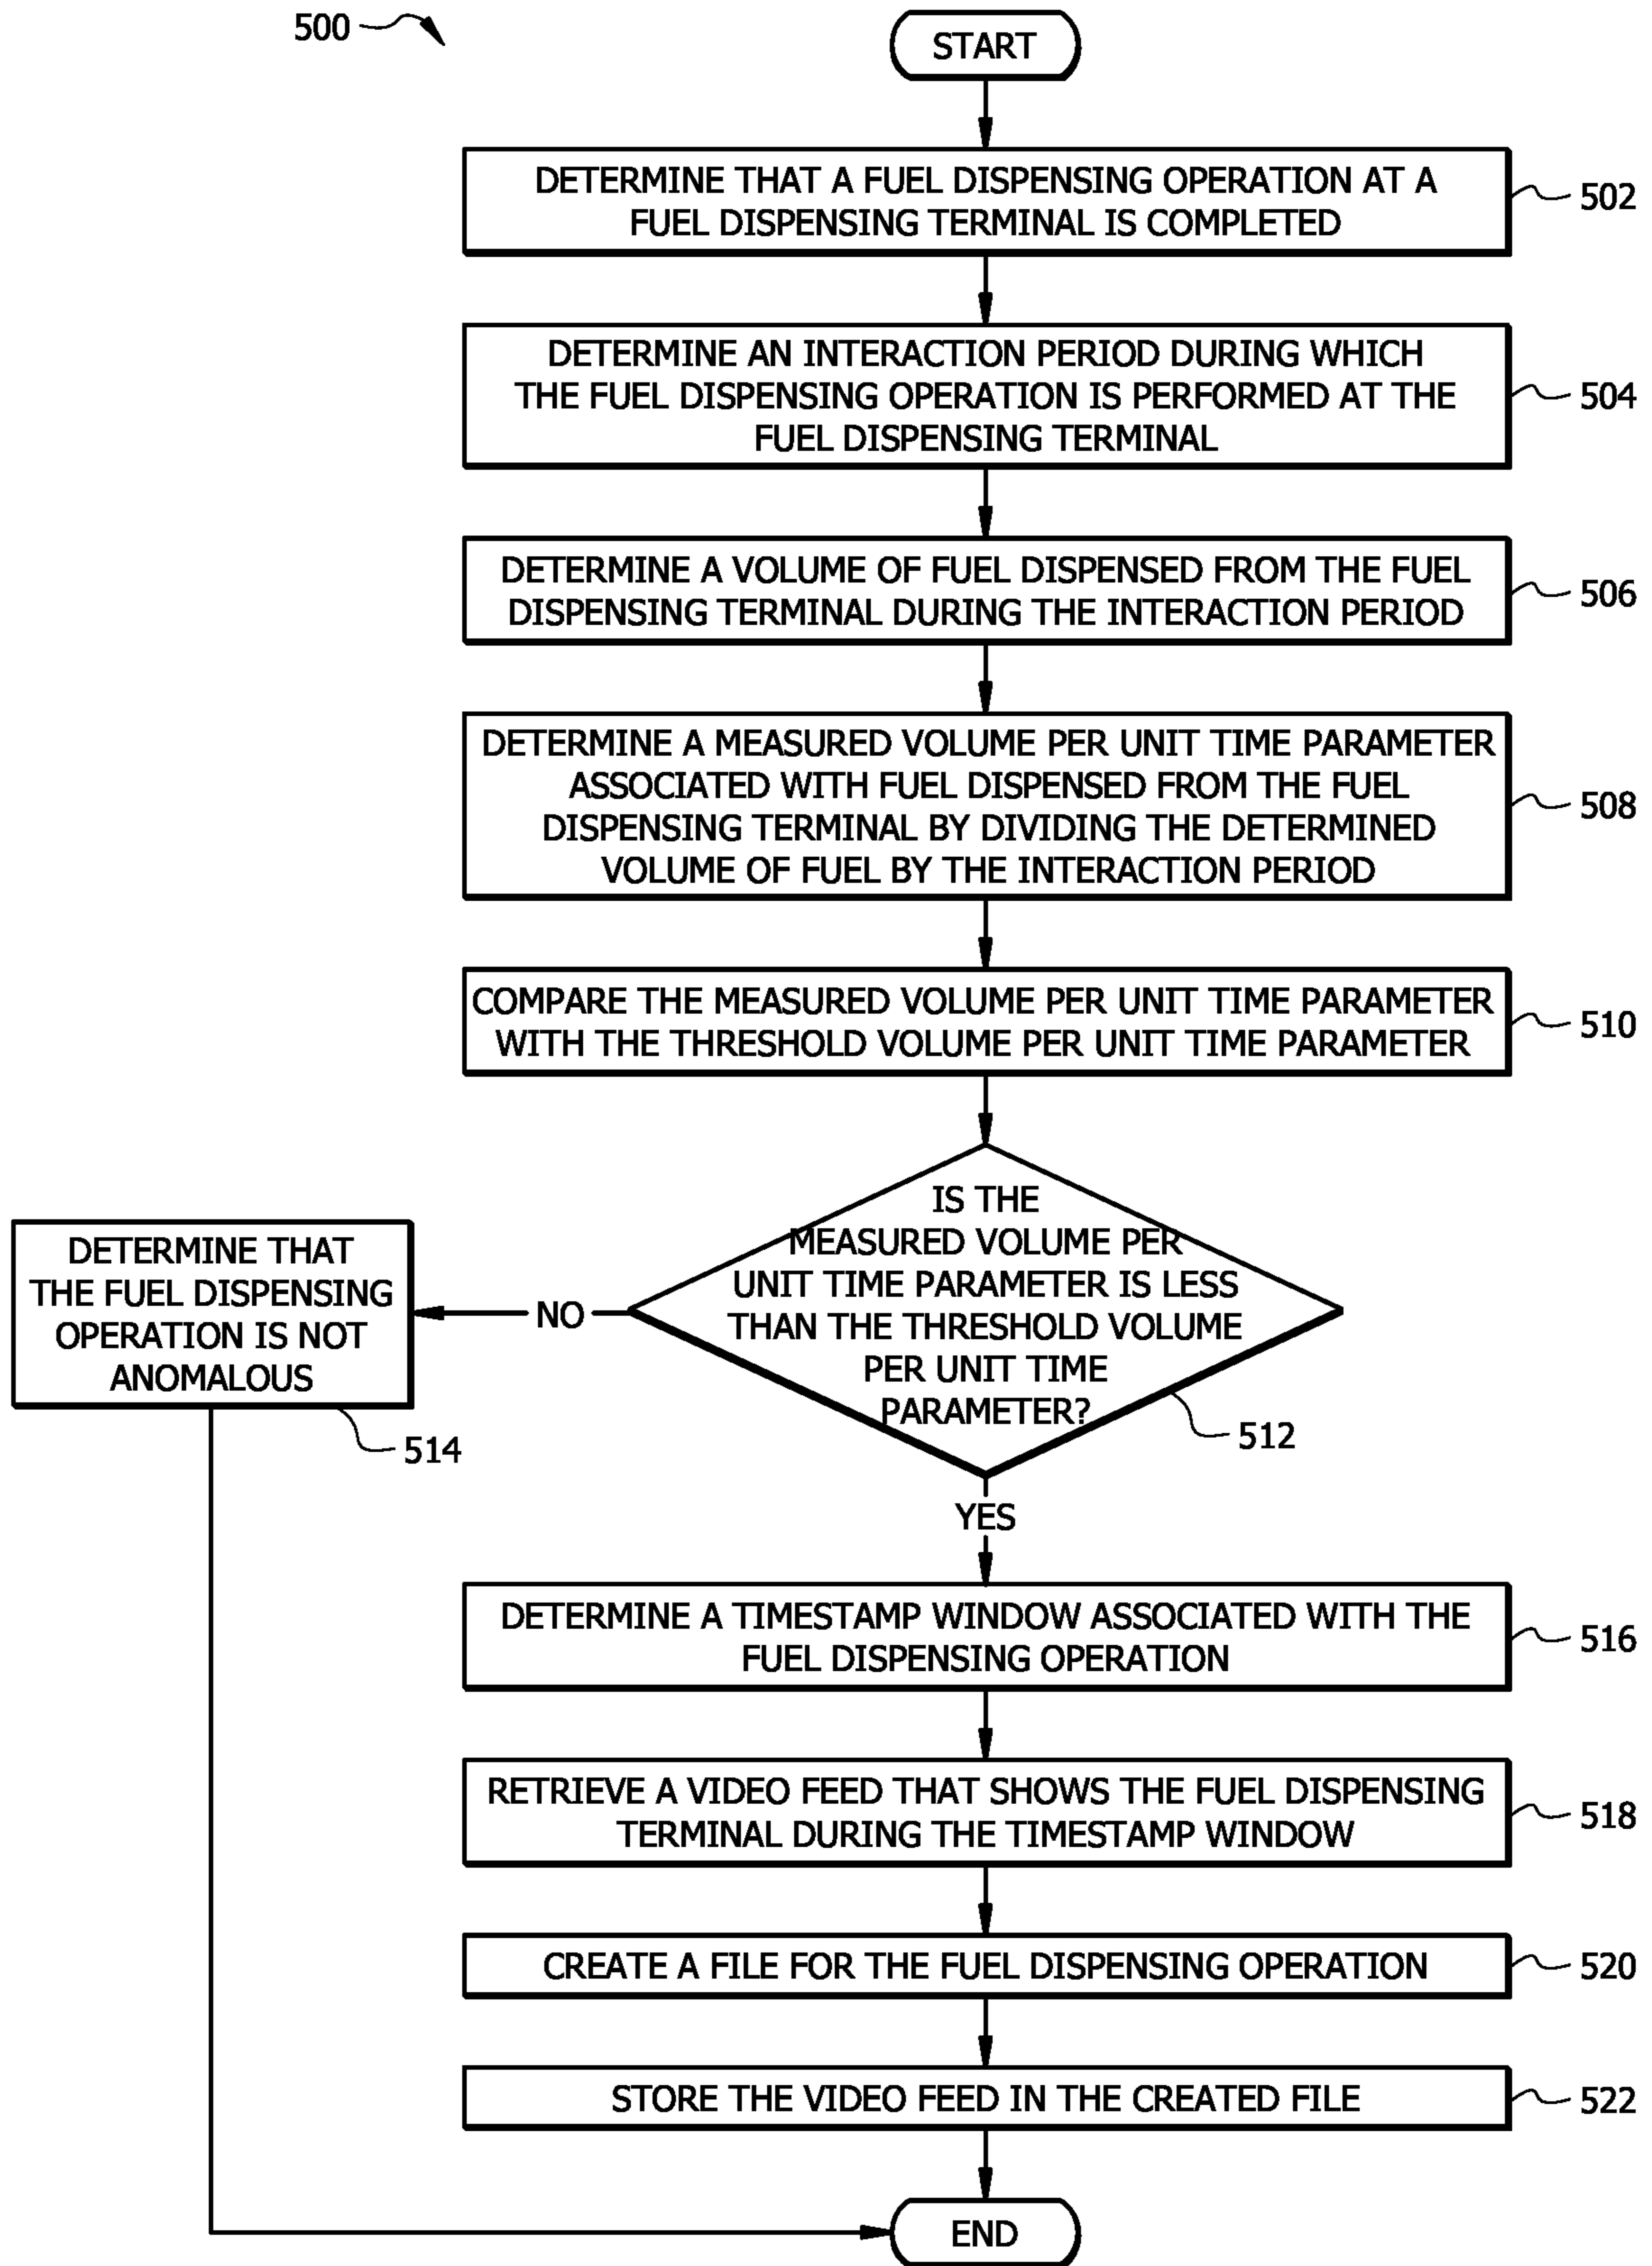 500
START
DETERMINE THAT A FUEL DISPENSING OPERATION AT A
FUEL DISPENSING TERMINAL IS COMPLETED
502
DETERMINE AN INTERACTION PERIOD DURING WHICH
THE FUEL DISPENSING OPERATION IS PERFORMED AT THE
FUEL DISPENSING TERMINAL
504
DETERMINE A VOLUME OF FUEL DISPENSED FROM THE FUEL
DISPENSING TERMINAL DURING THE INTERACTION PERIOD
506
DETERMINE A MEASURED VOLUME PER UNIT TIME PARAMETER
ASSOCIATED WITH FUEL DISPENSED FROM THE FUEL
DISPENSING TERMINAL BY DIVIDING THE DETERMINED
VOLUME OF FUEL BY THE INTERACTION PERIOD
508
COMPARE THE MEASURED VOLUME PER UNIT TIME PARAMETER
WITH THE THRESHOLD VOLUME PER UNIT TIME PARAMETER
510
IS THE
MEASURED VOLUME PER
UNIT TIME PARAMETER IS LESS
THAN THE THRESHOLD VOLUME
PER UNIT TIME
PARAMETER?
512
NO
DETERMINE THAT
THE FUEL DISPENSING
OPERATION IS NOT
ANOMALOUS
514
YES
DETERMINE A TIMESTAMP WINDOW ASSOCIATED WITH THE
FUEL DISPENSING OPERATION
516
RETRIEVE A VIDEO FEED THAT SHOWS THE FUEL DISPENSING
TERMINAL DURING THE TIMESTAMP WINDOW
518
CREATE A FILE FOR THE FUEL DISPENSING OPERATION
520
STORE THE VIDEO FEED IN THE CREATED FILE
522
END